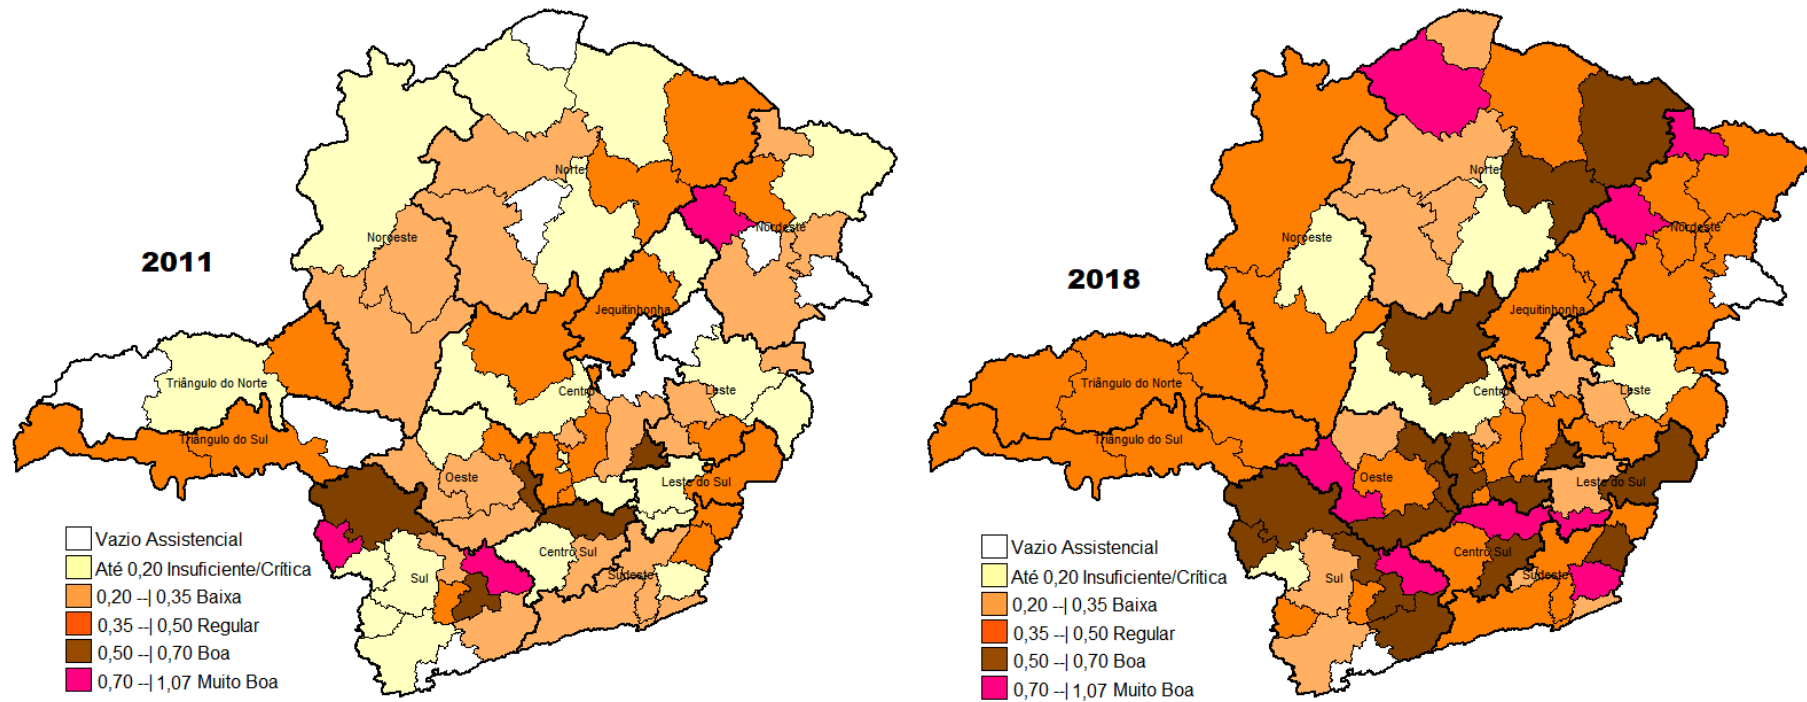 2011
Norte
Noroeste
Nordeste
Jequitinhonha
Triângulo do Norte
Centro
Leste
Triângulo do Sul
Oeste
Leste do Sul
Centro Sul
Sul
Sudeste
Vazio Assistencial
Até 0,20 Insuficiente/Crítica
0,20 --| 0,35 Baixa
0,35 --| 0,50 Regular
0,50 --| 0,70 Boa
0,70 --| 1,07 Muito Boa
2018
Norte
Noroeste
Nordeste
Jequitinhonha
Triângulo do Norte
Centro
Leste
Triângulo do Sul
Oeste
Leste do Sul
Centro Sul
Sul
Sudeste
Vazio Assistencial
Até 0,20 Insuficiente/Crítica
0,20 --| 0,35 Baixa
0,35 --| 0,50 Regular
0,50 --| 0,70 Boa
0,70 --| 1,07 Muito Boa